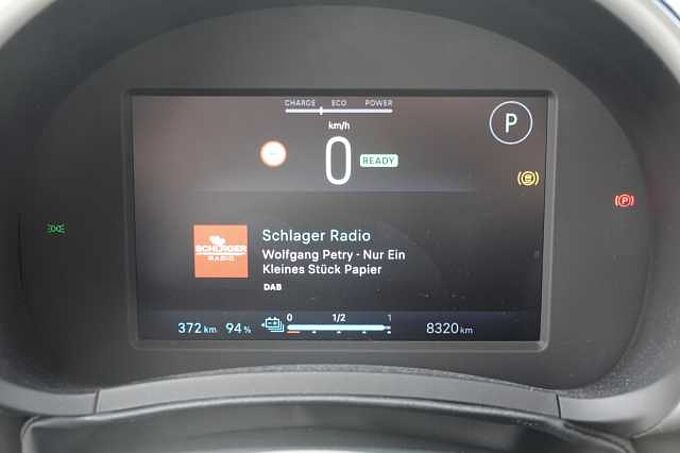 CHARGE ECO POWER
km/h
0 READY
P
P
SCHLAGER
RADIO
Schlager Radio
Wolfgang Petry - Nur Ein
Kleines Stück Papier
DAB
372 km 94 % 0 1/2 1 8320 km